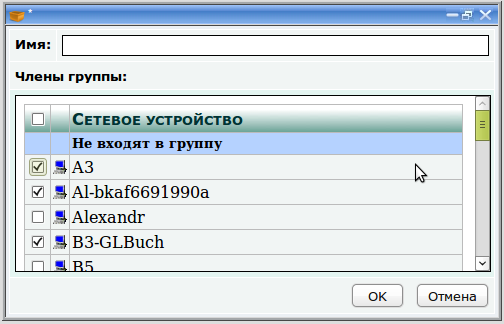 *
Имя:
Члены группы:
Сетевое устройство
Не входят в группу
A3
Al-bkaf6691990a
Alexandr
B3-GLBuch
B5
OK
Отмена